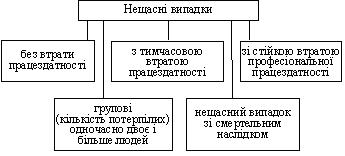 Нещасні випадки
без втрати
працездатності
з тимчасовою
втратою
працездатності
зі стійкою втратою
професіональної
працездатності
групові
(кількість потерпілих)
одночасно двоє і
більше людей
нещасний випадок
зі смертельним
наслідком